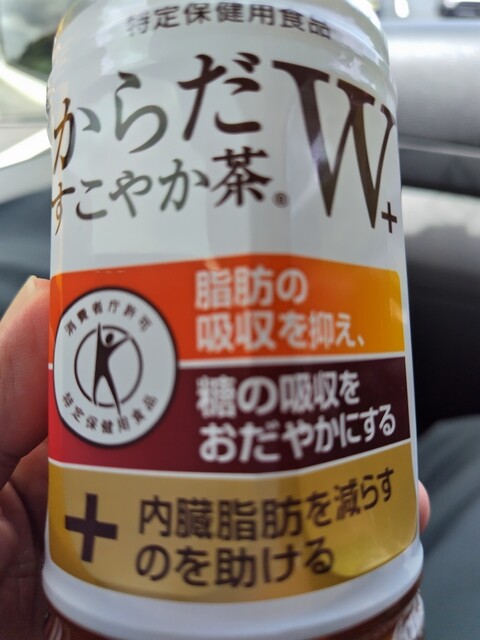 特定保健用食品
からだ
すこやか茶®
W+
消費者庁許可
特定保健用食品
脂肪の
吸収を抑え、
糖の吸収を
おだやかにする
+
内臓脂肪を減らす
のを助ける